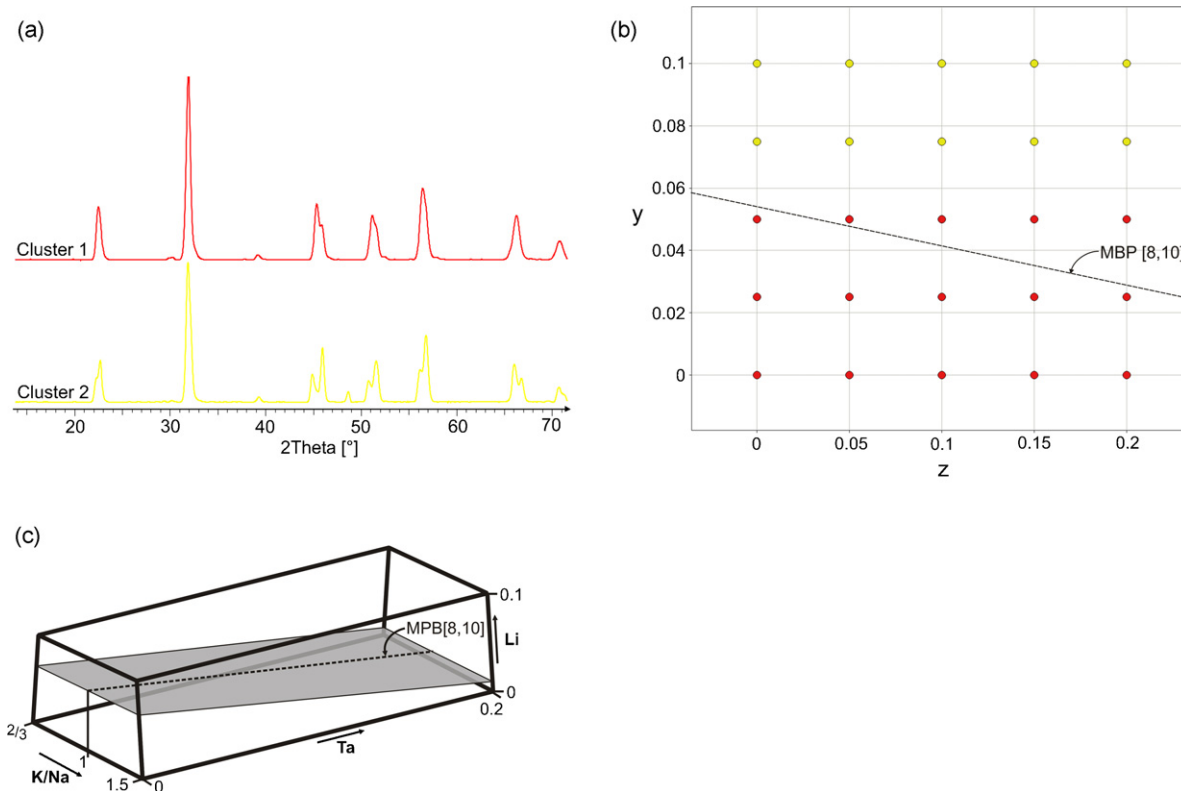 (a)
Cluster 1
Cluster 2
20 30 40 50 60 70
2Theta [°]
(b)
0.1
0.08
0.06
y
0.04
0.02
0
MBP [8,10]
0 0.05 0.1 0.15 0.2
z
(c)
MPB[8,10]
0.1
Li
0
0.2
Ta
2/3
1
K/Na
1.5
0